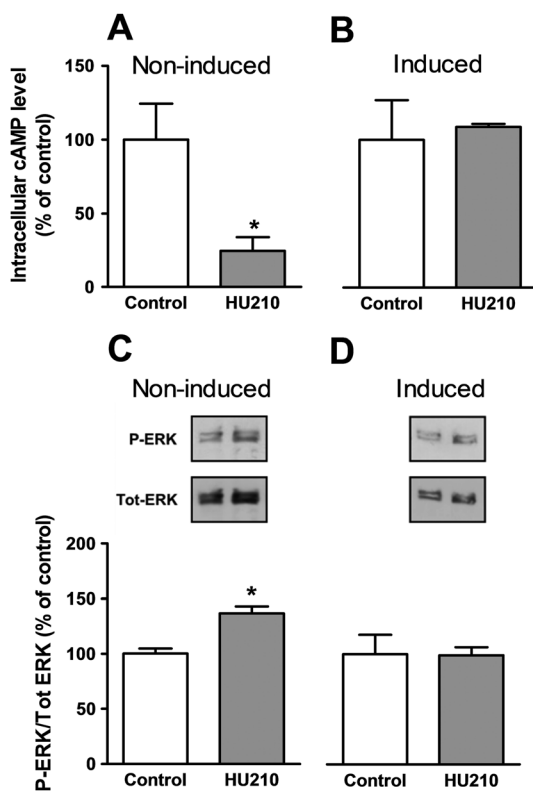 A
B
Non-induced
Induced
Intracellular cAMP level
(% of control)
150
100
50
0
*
Control
HU210
Control
HU210
C
D
Non-induced
Induced
P-ERK
Tot-ERK
P-ERK/Tot ERK (% of control)
200
150
100
50
0
*
Control
HU210
Control
HU210